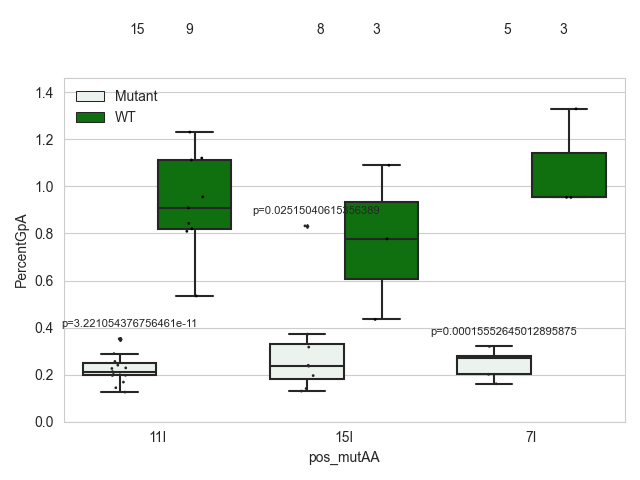 15 9 8 3 5 3
1.4
Mutant
WT
1.2
1.0
p=0.02515040615356389
0.8
PercentGpA
0.6
p=3.221054376756461e-11
0.4
p=0.00015552645012895875
0.2
0.0
11I 15I 7I
pos_mutAA